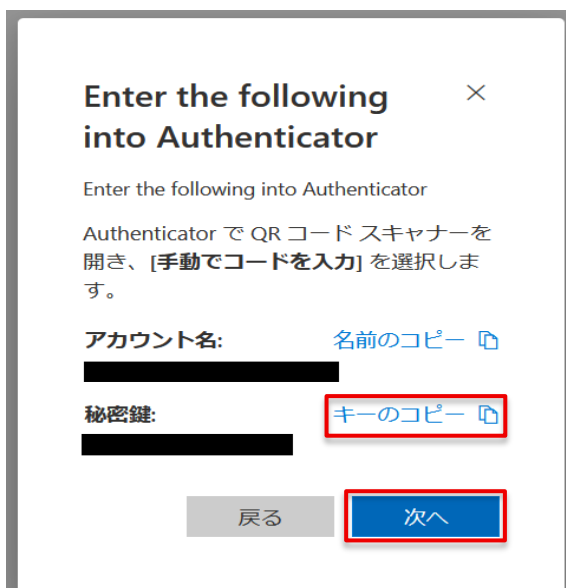 Enter the following
into Authenticator
Enter the following into Authenticator
Authenticator で QR コード スキャナーを
開き、[手動でコードを入力] を選択しま
す。
アカウント名: 名前のコピー
秘密鍵: キーのコピー
戻る 次へ